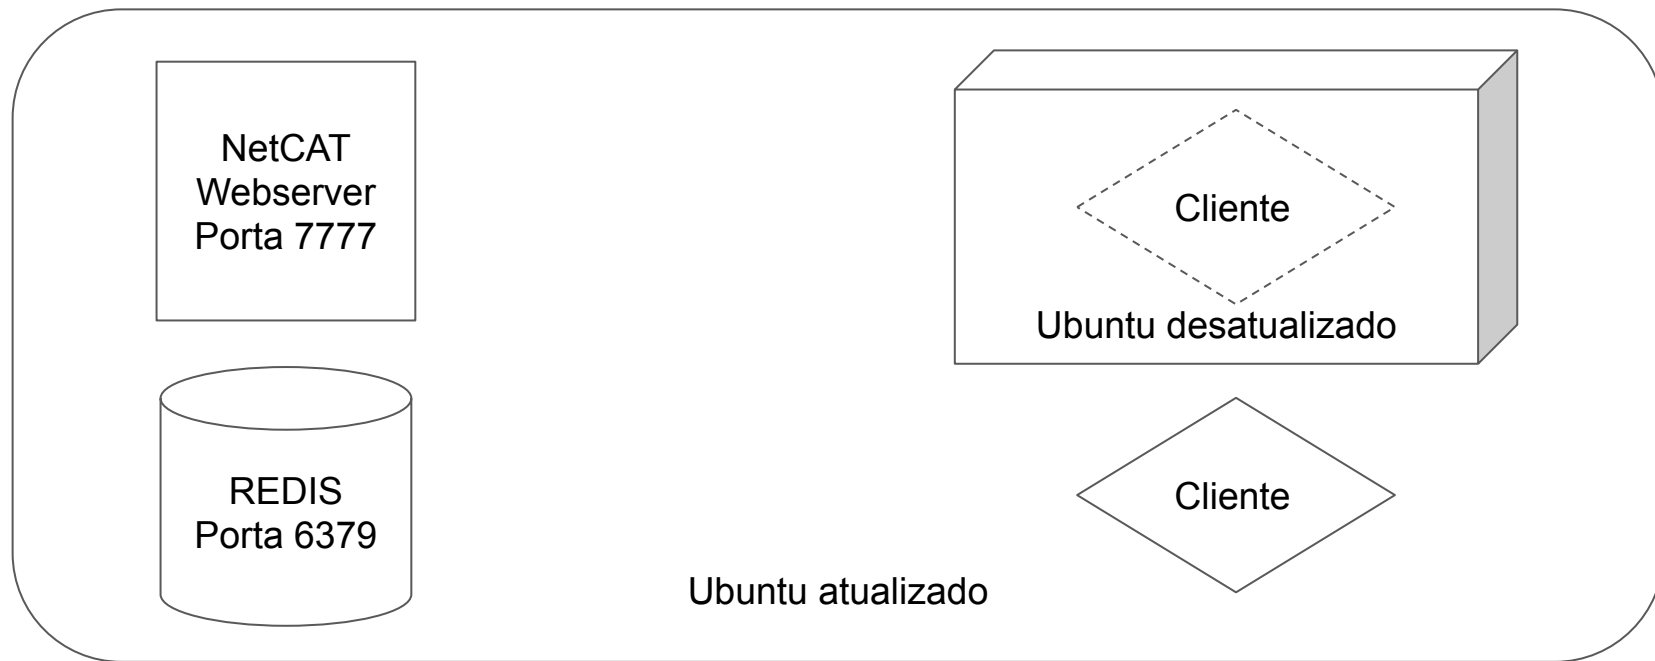 NetCAT
Webserver
Porta 7777
Cliente
Ubuntu desatualizado
REDIS
Porta 6379
Cliente
Ubuntu atualizado